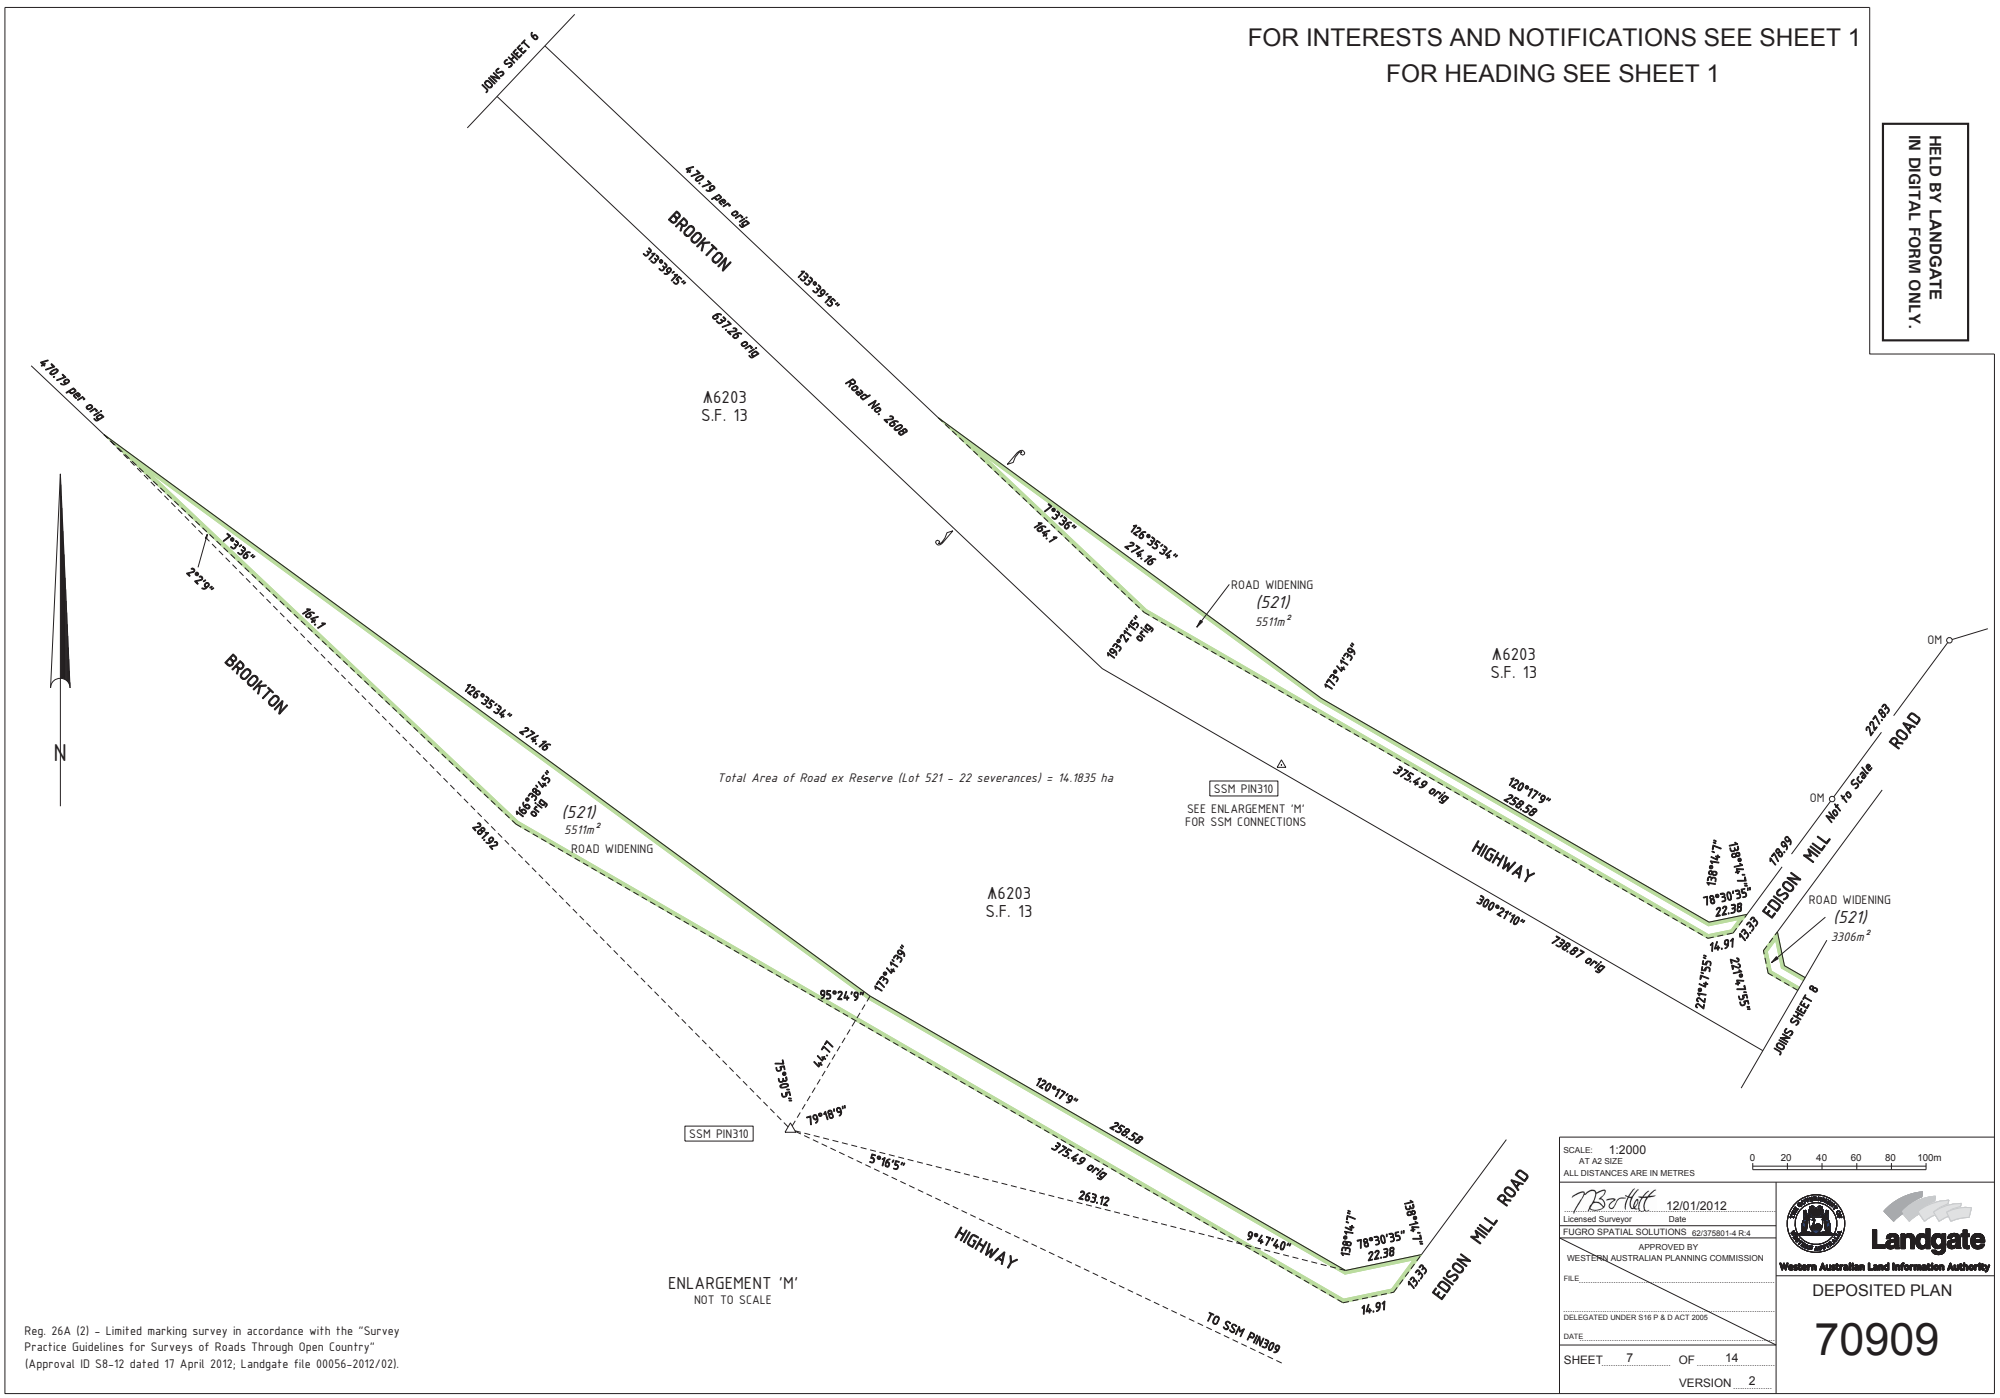 FOR INTERESTS AND NOTIFICATIONS SEE SHEET 1
FOR HEADING SEE SHEET 1
HELD BY LANDGATE
IN DIGITAL FORM ONLY.
JOINS SHEET 6
470.79 per orig
BROOKTON
133°39'15"
313°39'15"
637.26 orig
Road No. 2608
6203
S.F. 13
7°3'36"
164.1
126°35'34"
274.16
ROAD WIDENING
(521)
5511m²
193°21'15"
orig
173°41'39"
6203
S.F. 13
SSM PIN310
SEE ENLARGEMENT 'M'
FOR SSM CONNECTIONS
375.49 orig
120°17'9"
258.58
HIGHWAY
300°21'10"
738.87 orig
138°14'7"
138°14'7"
78°30'35"
22.38
14.91
13.33
221°47'55"
221°47'55"
OM
227.83
ROAD
OM
Not to Scale
178.99
EDISON MILL
ROAD WIDENING
(521)
3306m²
JOINS SHEET 8
470.79 per orig
7°3'36"
2°2'9"
164.1
BROOKTON
126°35'34"
274.16
166°38'45"
orig
(521)
5511m²
ROAD WIDENING
281.92
Total Area of Road ex Reserve (Lot 521 - 22 severances) = 14.1835 ha
6203
S.F. 13
173°41'39"
95°24'9"
44.77
75°30'5"
79°18'9"
SSM PIN310
5°16'5"
120°17'9"
258.58
375.49 orig
263.12
9°47'40"
138°14'7"
138°14'7"
78°30'35"
22.38
14.91
13.33
EDISON MILL ROAD
HIGHWAY
TO SSM PIN309
N
ENLARGEMENT 'M'
NOT TO SCALE
Reg. 26A (2) - Limited marking survey in accordance with the "Survey
Practice Guidelines for Surveys of Roads Through Open Country"
(Approval ID S8-12 dated 17 April 2012; Landgate file 00056-2012/02).
SCALE: 1:2000
AT A2 SIZE
ALL DISTANCES ARE IN METRES
0 20 40 60 80 100m
12/01/2012
Licensed Surveyor Date
FUGRO SPATIAL SOLUTIONS 62/375801-4 R:4
APPROVED BY
WESTERN AUSTRALIAN PLANNING COMMISSION
FILE
DELEGATED UNDER S16 P & D ACT 2005
DATE
SHEET 7 OF 14
VERSION 2
THE GOVERNMENT OF
WESTERN AUSTRALIA
Landgate
Western Australian Land Information Authority
DEPOSITED PLAN
70909